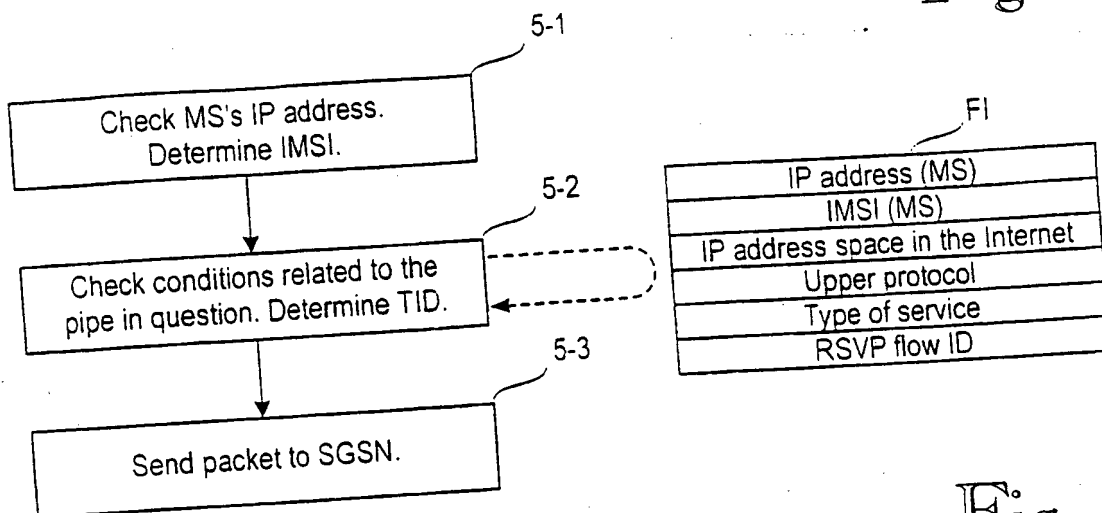 5-1
Check MS's IP address.
Determine IMSI.
5-2
Check conditions related to the
pipe in question. Determine TID.
5-3
Send packet to SGSN.
FI
IP address (MS)
IMSI (MS)
IP address space in the Internet
Upper protocol
Type of service
RSVP flow ID